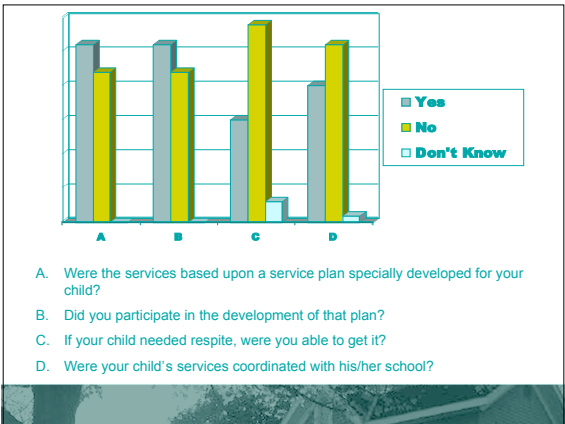 Yes
No
Don't Know
A B C D
A. Were the services based upon a service plan specially developed for your
child?
B. Did you participate in the development of that plan?
C. If your child needed respite, were you able to get it?
D. Were your child's services coordinated with his/her school?